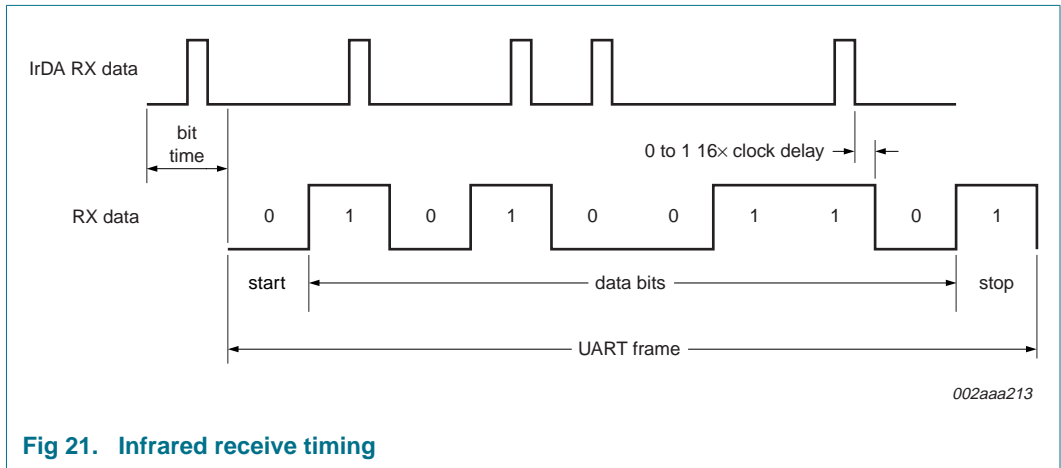 IrDA RX data
bit
time
0 to 1 16× clock delay
RX data
0 1 0 1 0 0 1 1 0 1
start data bits stop
UART frame
002aaa213
Fig 21. Infrared receive timing